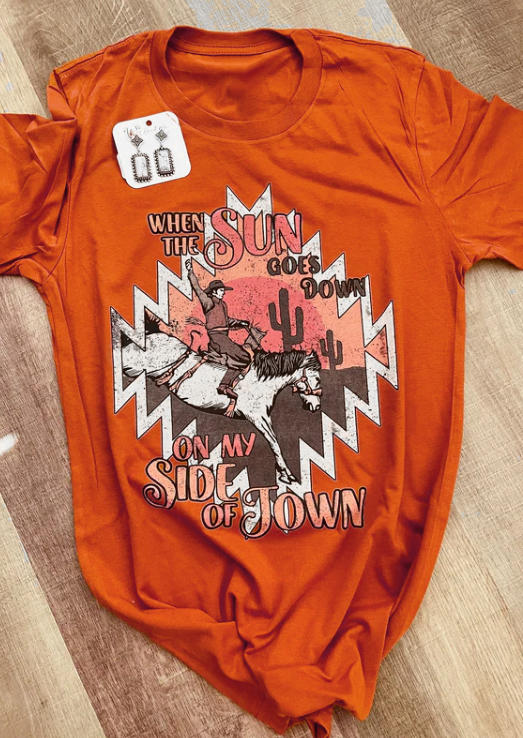 WHEN
THE SUN
GOES
DOWN
ON MY
SIDE
OF TOWN